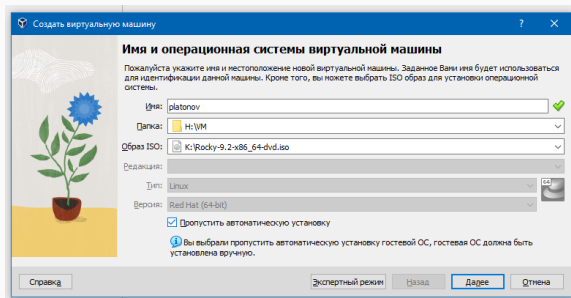 Создать виртуальную машину
?
Имя и операционная системы виртуальной машины
Пожалуйста укажите имя и местоположение новой виртуальной машины. Заданное Вами имя будет использоваться
для идентификации данной машины. Кроме того, вы можете выбрать ISO образ для установки операционной
системы.
Имя: platonov
Папка: H:\VM
Образ ISO: K:\Rocky-9.2-x86_64-dvd.iso
Редакция:
Тип: Linux
64
Версия: Red Hat (64-bit)
Пропустить автоматическую установку
Вы выбрали пропустить автоматическую установку гостевой ОС, гостевая ОС должна быть
установлена вручную.
Справка Экспертный режим Назад Далее Отмена